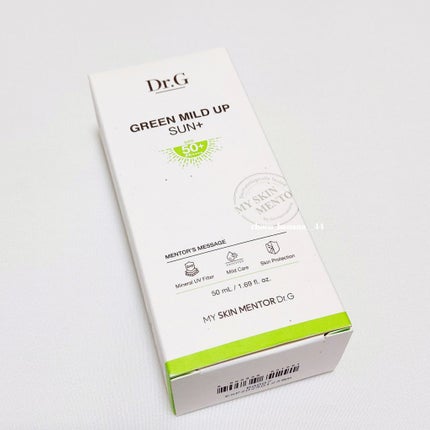 Dr.G
GREEN MILD UP
SUN+
50+
MY SKIN
MENTOR
MENTOR'S MESSAGE
Mineral UV Filter
Mild Care
Skin Protection
50 mL / 1.69 fl. oz.
MY SKIN MENTOR Dr.G